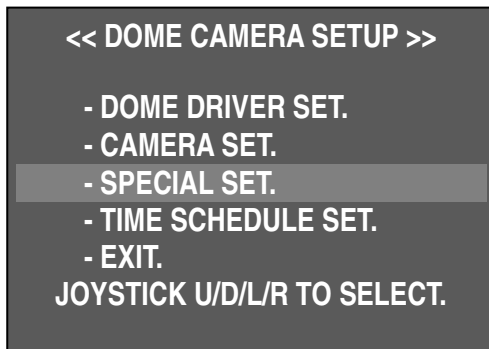 << DOME CAMERA SETUP >>
- DOME DRIVER SET.
- CAMERA SET.
- SPECIAL SET.
- TIME SCHEDULE SET.
- EXIT.
JOYSTICK U/D/L/R TO SELECT.